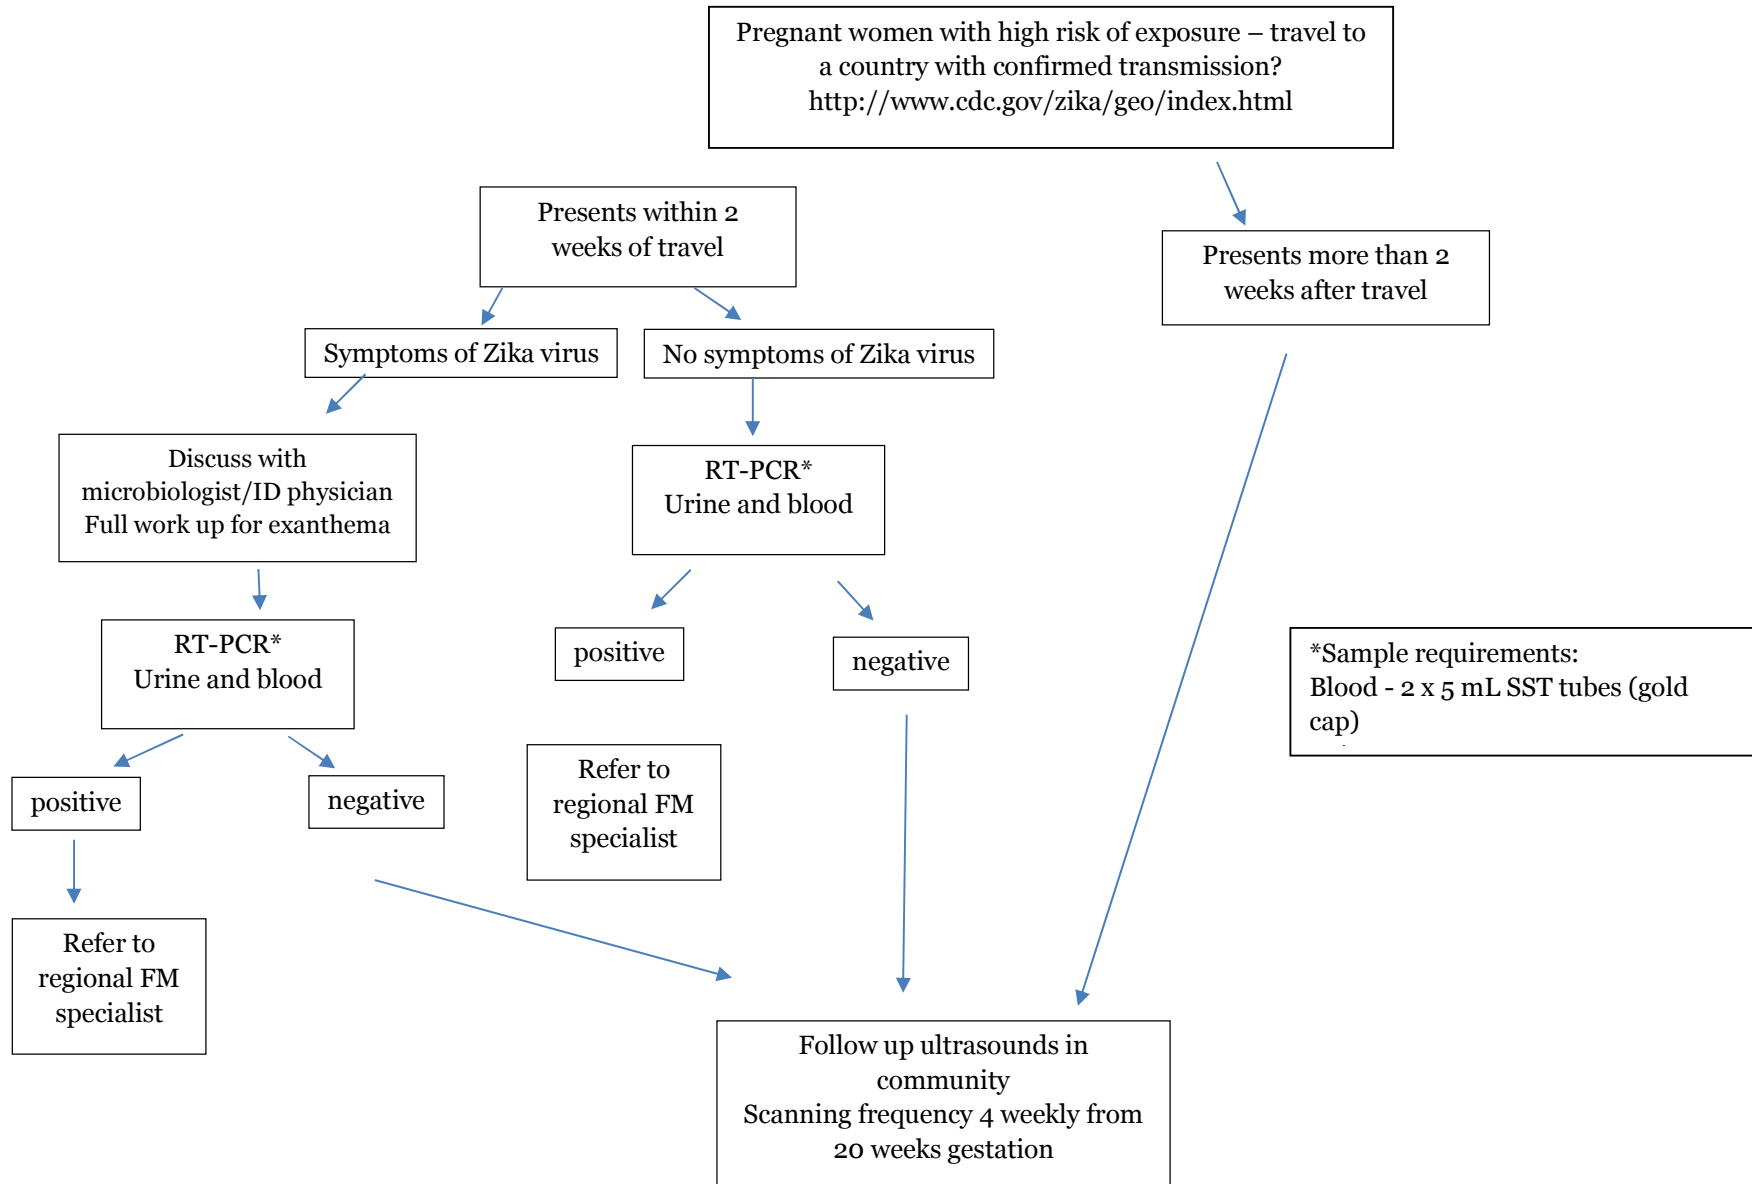 Pregnant women with high risk of exposure – travel to
a country with confirmed transmission?
http://www.cdc.gov/zika/geo/index.html
Presents within 2
weeks of travel
Presents more than 2
weeks after travel
Symptoms of Zika virus
No symptoms of Zika virus
Discuss with
microbiologist/ID physician
Full work up for exanthema
RT-PCR*
Urine and blood
RT-PCR*
Urine and blood
positive
negative
*Sample requirements:
Blood - 2 x 5 mL SST tubes (gold
cap)
positive
negative
Refer to
regional FM
specialist
Refer to
regional FM
specialist
Follow up ultrasounds in
community
Scanning frequency 4 weekly from
20 weeks gestation